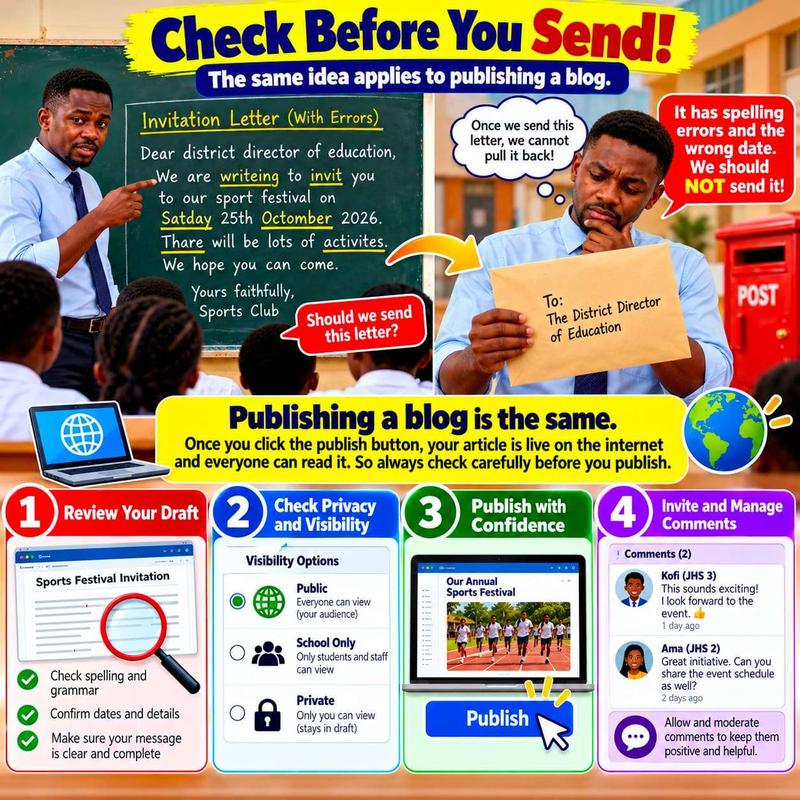 Check Before You Send!
The same idea applies to publishing a blog.
Invitation Letter (With Errors)
Dear district director of education,
We are writeing to invit you
to our sport festival on
Satday 25th Octomber 2026.
Thare will be lots of activites.
We hope you can come.
Yours faithfully,
Sports Club
Should we send
this letter?
Once we send this
letter, we cannot
pull it back!
It has spelling
errors and the
wrong date.
We should
NOT send it!
To:
The District Director
of Education
POST
Publishing a blog is the same.
Once you click the publish button, your article is live on the internet
and everyone can read it. So always check carefully before you publish.
1 Review Your Draft
Sports Festival Invitation
Check spelling and
grammar
Confirm dates and details
Make sure your message
is clear and complete
2 Check Privacy
and Visibility
Visibility Options
Public
Everyone can view
(your audience)
School Only
Only students and staff
can view
Private
Only you can view
(stays in draft)
3 Publish with
Confidence
Our Annual
Sports Festival
Publish
4 Invite and Manage
Comments
Comments (2)
Kofi (JHS 3)
This sounds exciting!
I look forward to the
event. 👍
1 day ago
Ama (JHS 2)
Great initiative. Can you
share the event schedule
as well?
2 days ago
Allow and moderate
comments to keep them
positive and helpful.